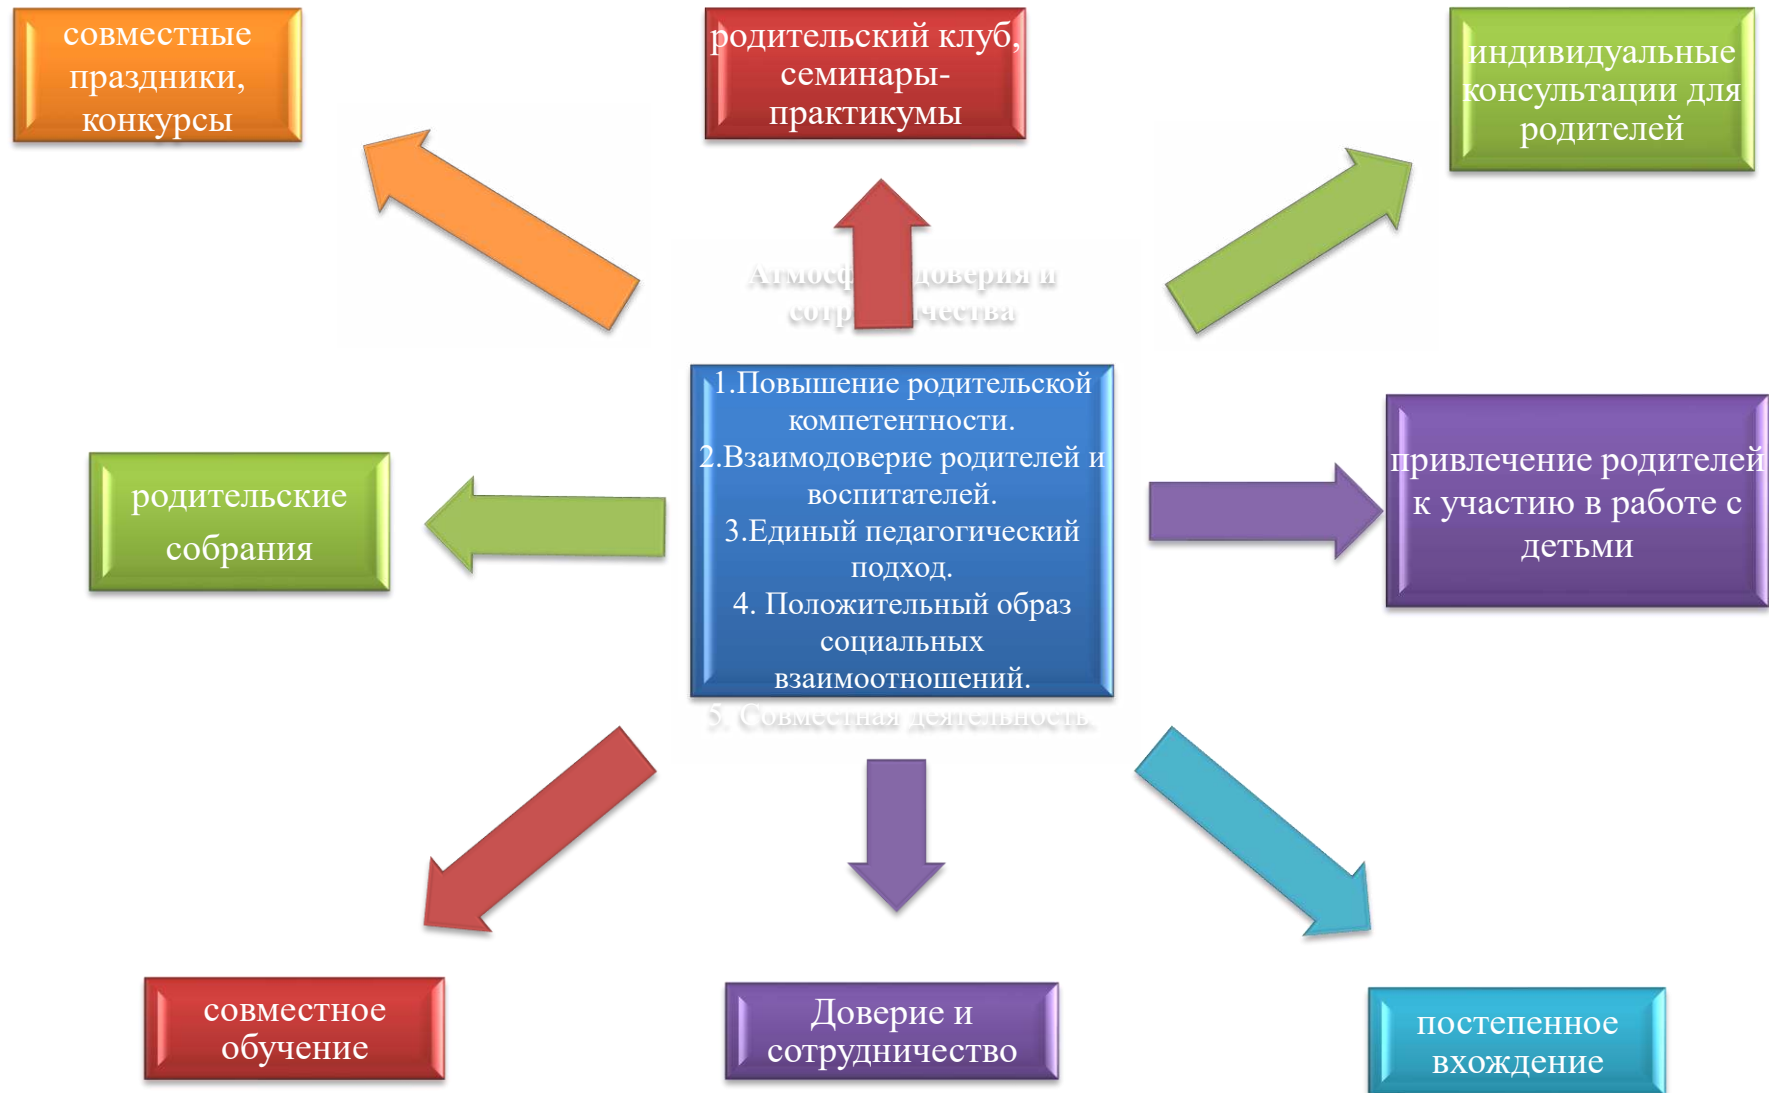 совместные
праздники,
конкурсы
родительский клуб,
семинары-
практикумы
индивидуальные
консультации для
родителей
доверия и
1.Повышение родительской
компетентности.
2.Взаимодоверие родителей и
воспитателей.
3.Единый педагогический
подход.
4. Положительный образ
социальных
взаимоотношений.
5. Совместная деятельность.
родительские
собрания
привлечение родителей
к участию в работе с
детьми
совместное
обучение
Доверие и
сотрудничество
постепенное
вхождение